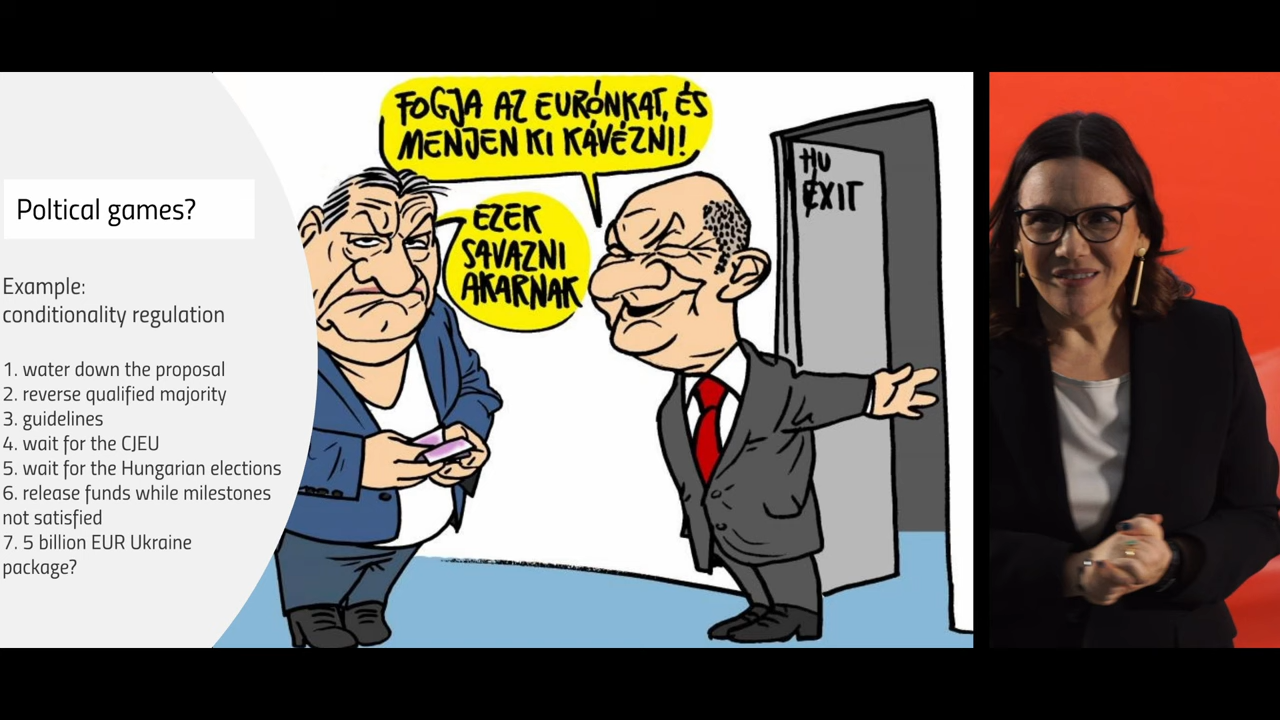 Poltical games?
Example:
conditionality regulation
1. water down the proposal
2. reverse qualified majority
3. guidelines
4. wait for the CJEU
5. wait for the Hungarian elections
6. release funds while milestones
not satisfied
7. 5 billion EUR Ukraine
package?
FOGJA AZ EURÓNKAT, ÉS
MENJEN KI KÁVÉZNI!
EZEK
SAVAZNI
AKARNAK
HU
EXIT